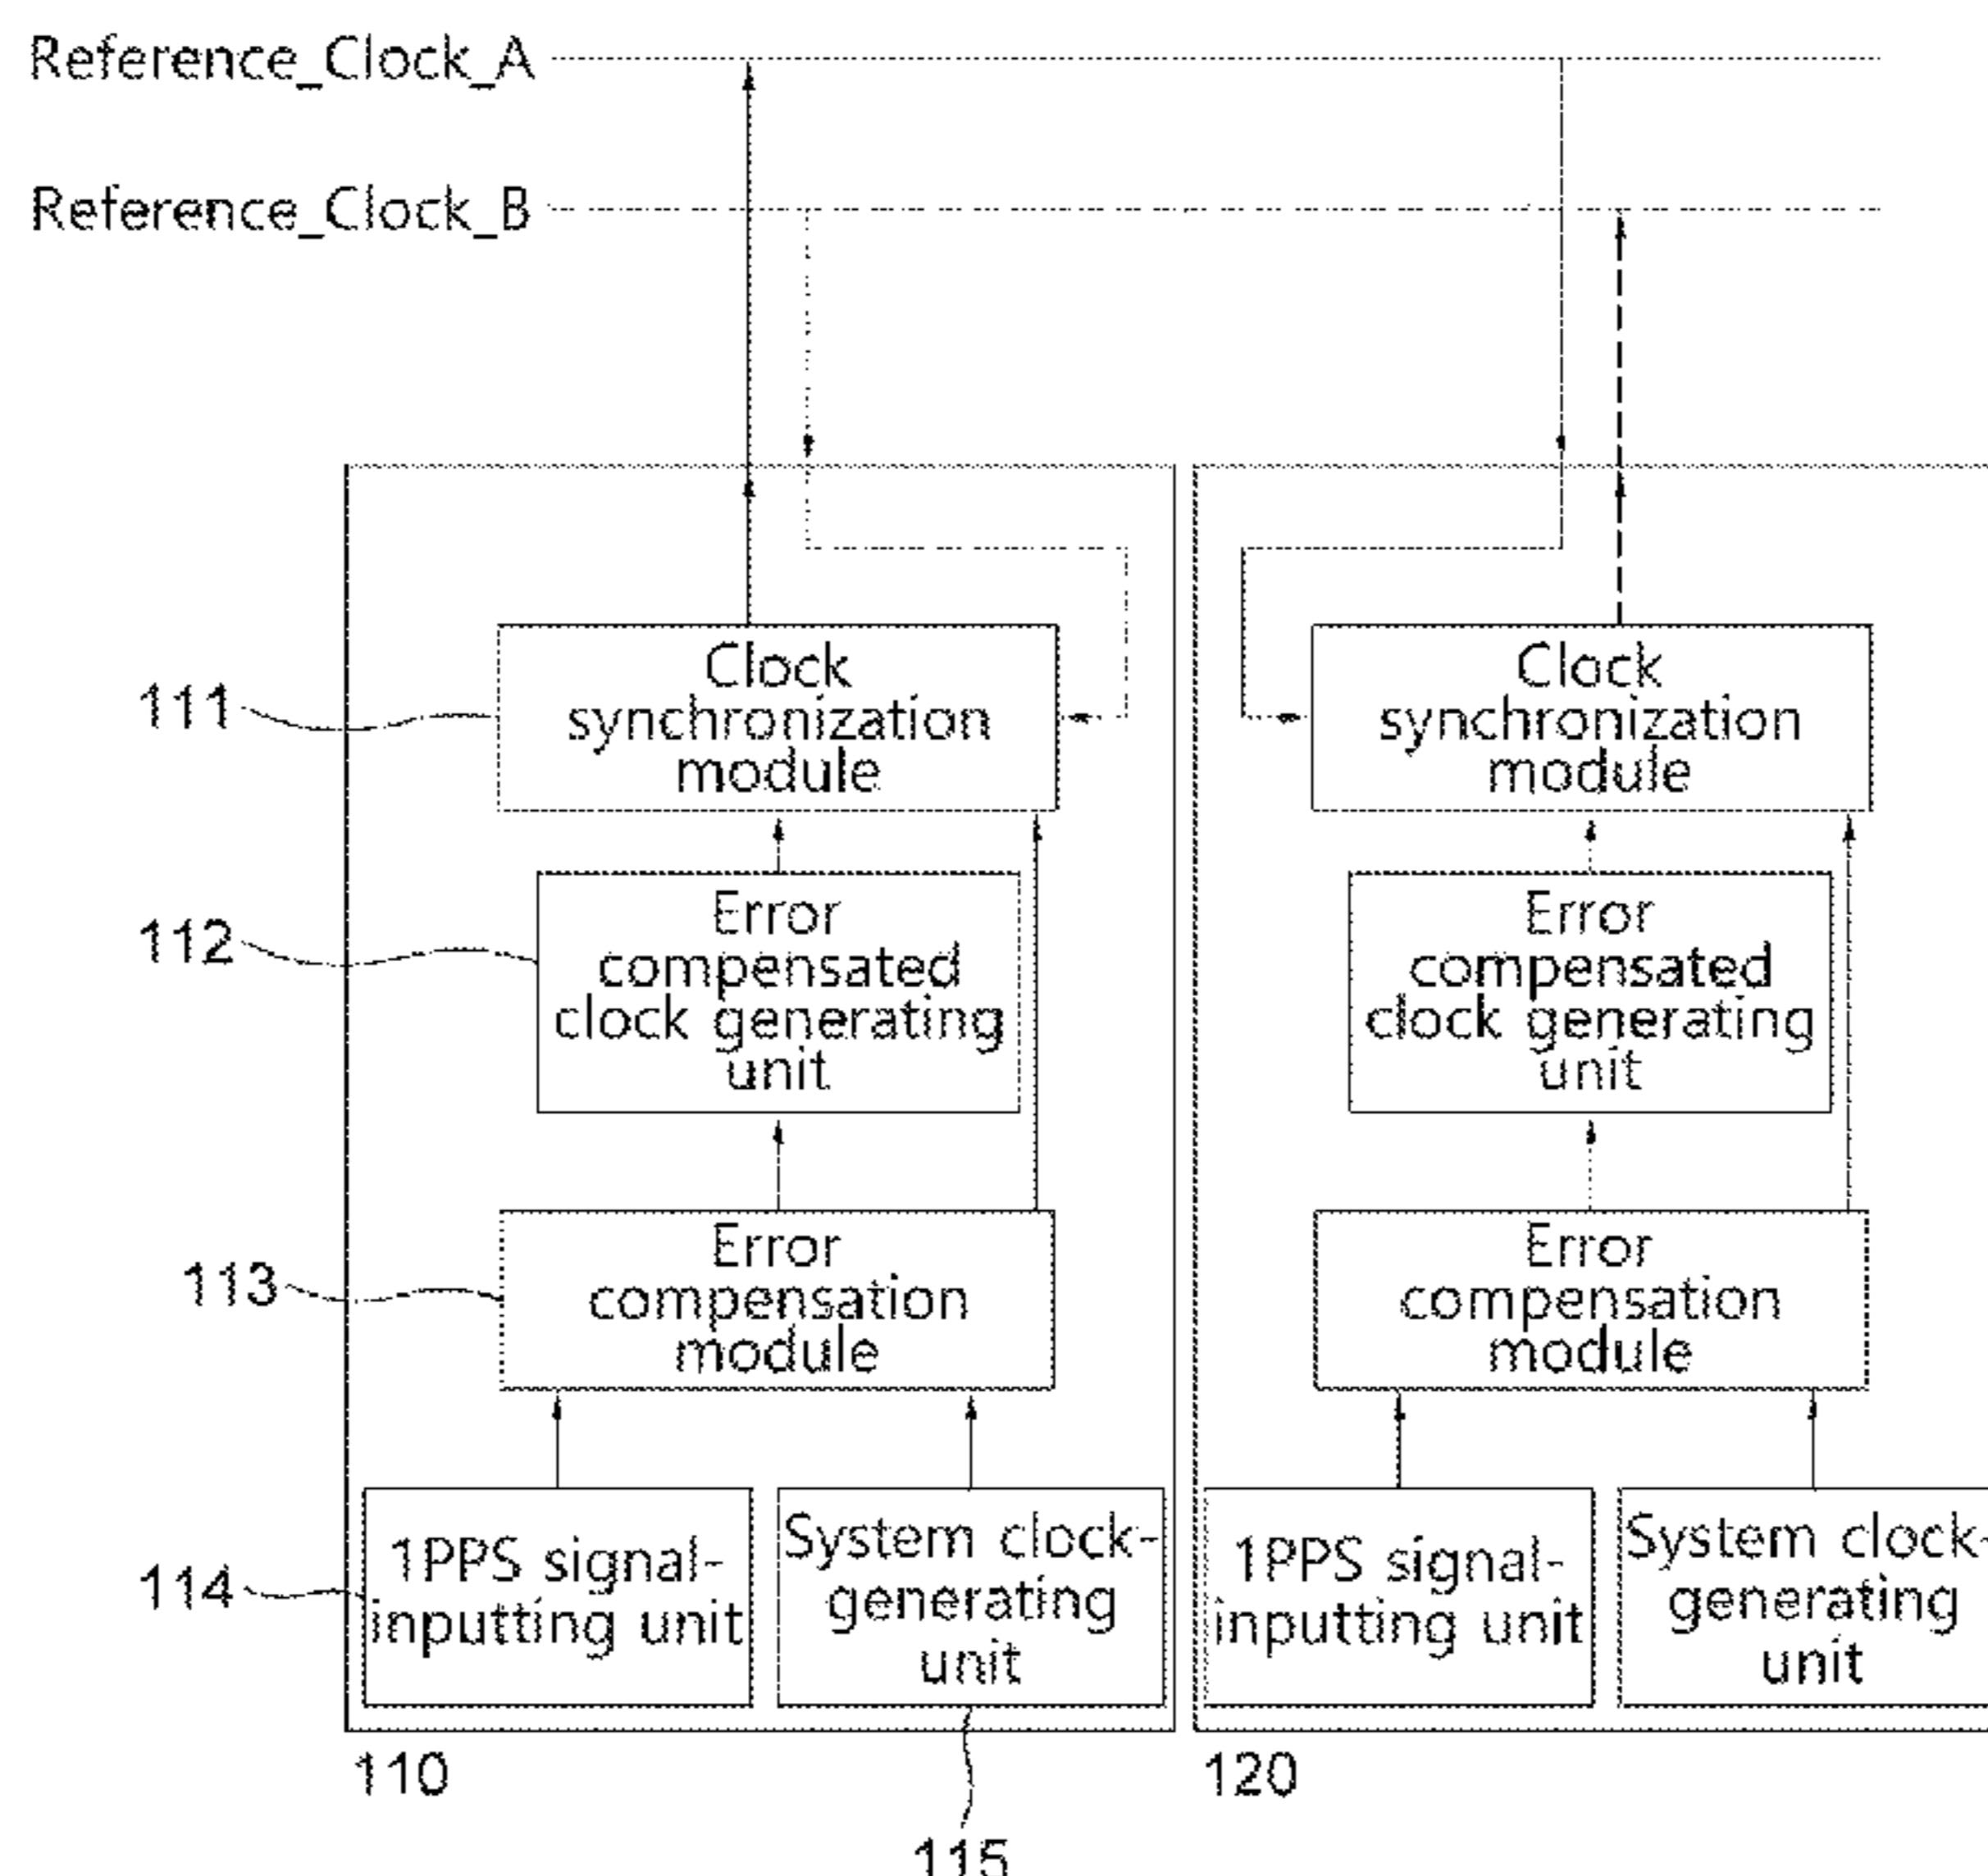 Reference_Clock_A
Reference_Clock_B
Clock
synchronization
module
Clock
synchronization
module
111
Error
compensated
clock generating
unit
Error
compensated
clock generating
unit
112
Error
compensation
module
Error
compensation
module
113
1PPS signal-
inputting unit
System clock-
generating
unit
1PPS signal-
inputting unit
System clock-
generating
unit
114
110
120
115